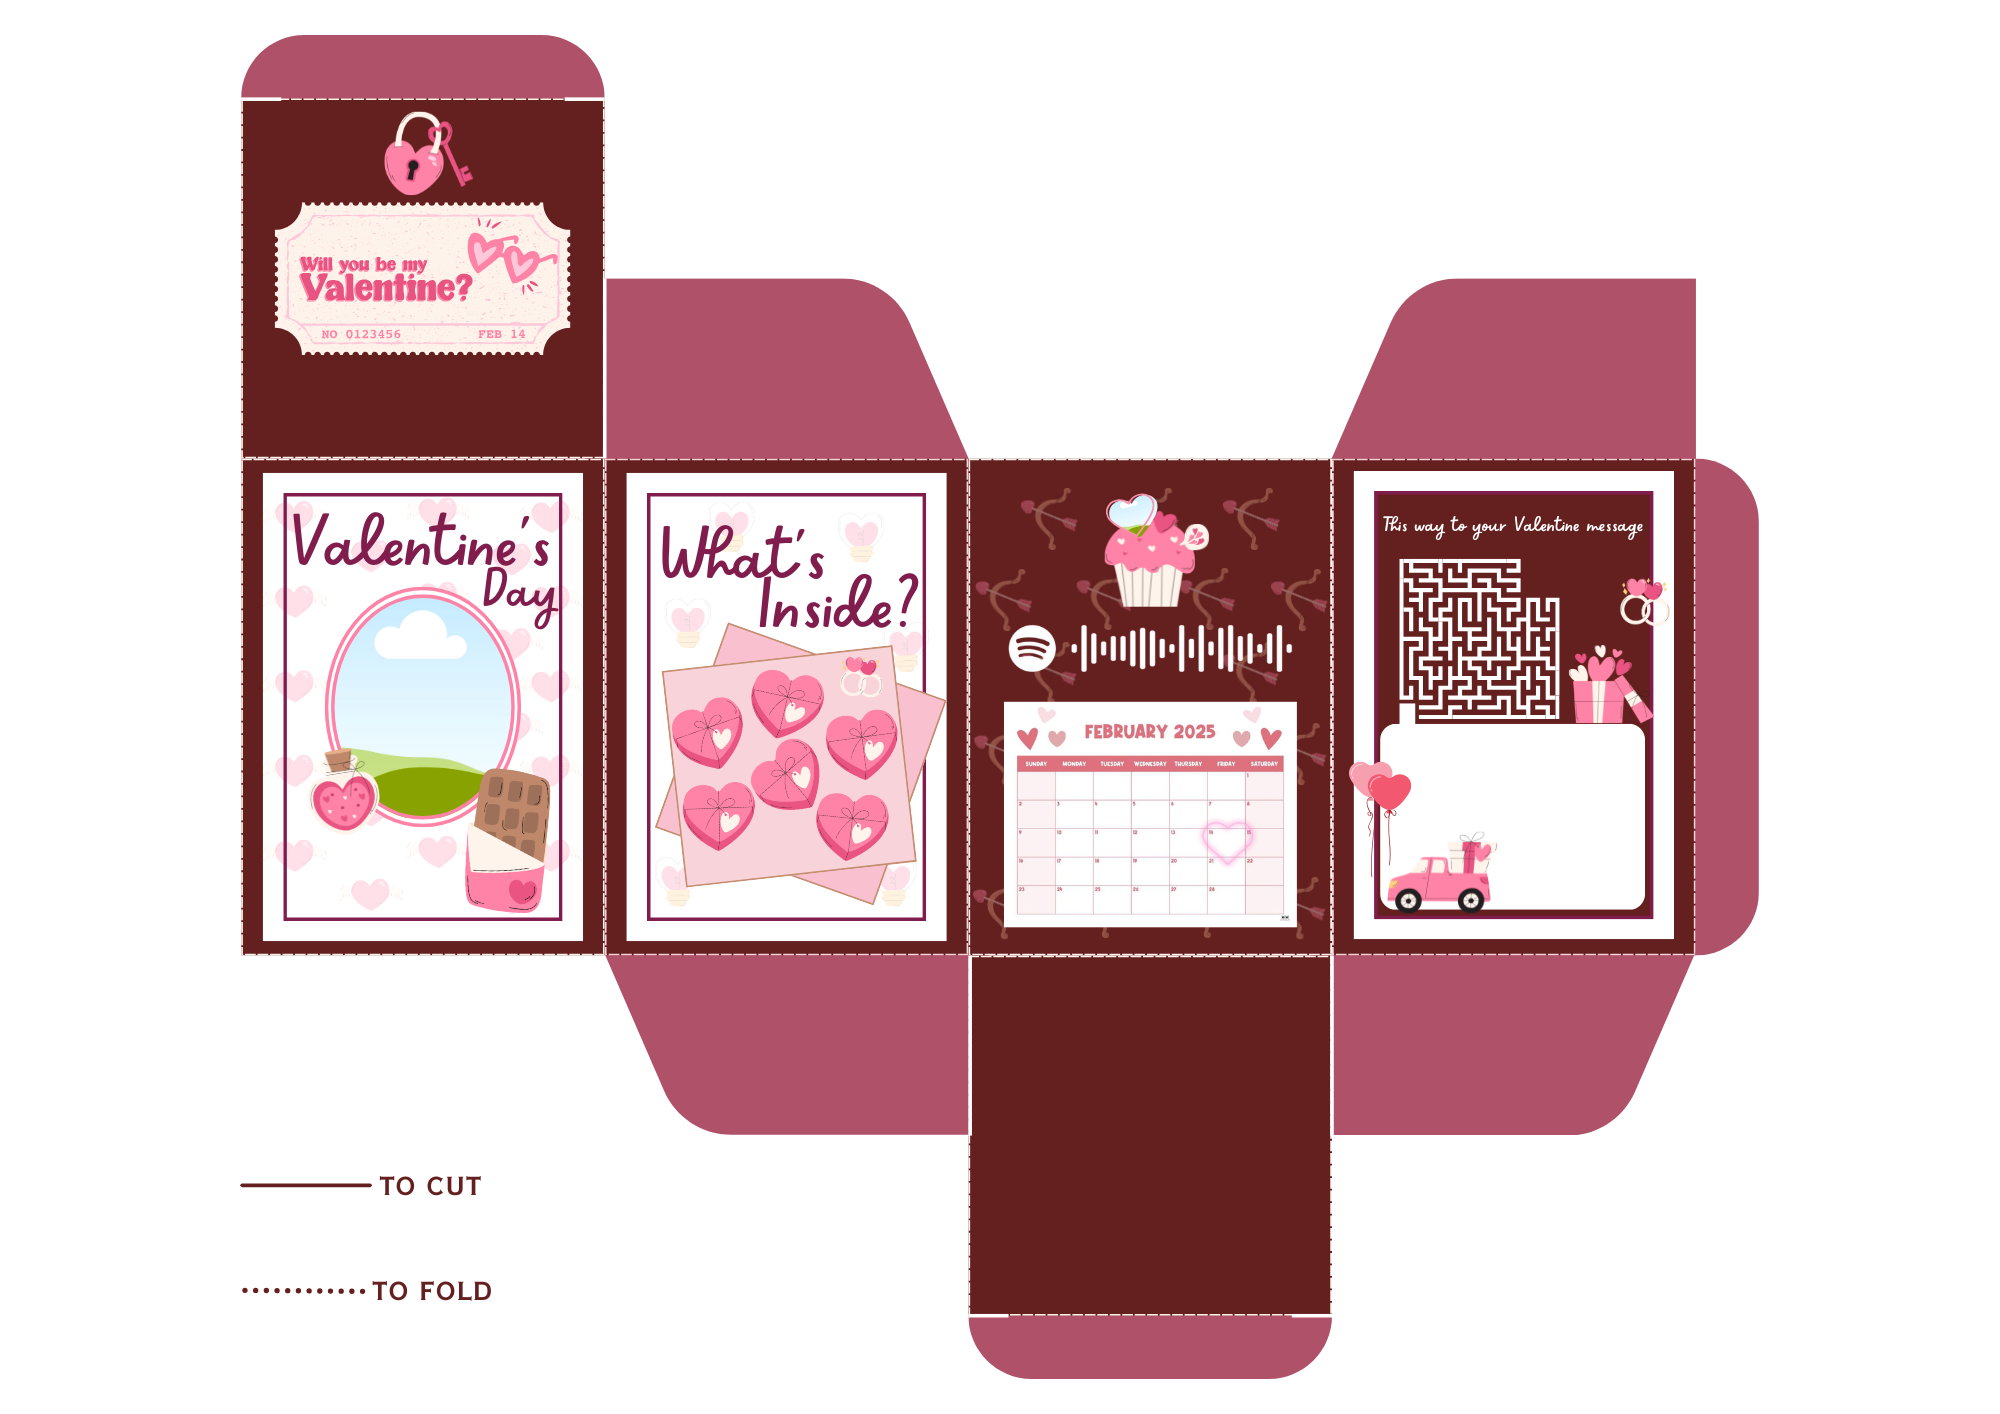 Will you be my
Valentine?
NO 0123456 FEB 14
Valentine's
Day
What's
Inside?
FEBRUARY 2025
SUNDAY MONDAY TUESDAY WEDNESDAY THURSDAY FRIDAY SATURDAY
1
2 3 4 5 6 7 8
9 10 11 12 13 14 15
16 17 18 19 20 21 22
23 24 25 26 27 28
This way to your Valentine message
TO CUT
TO FOLD